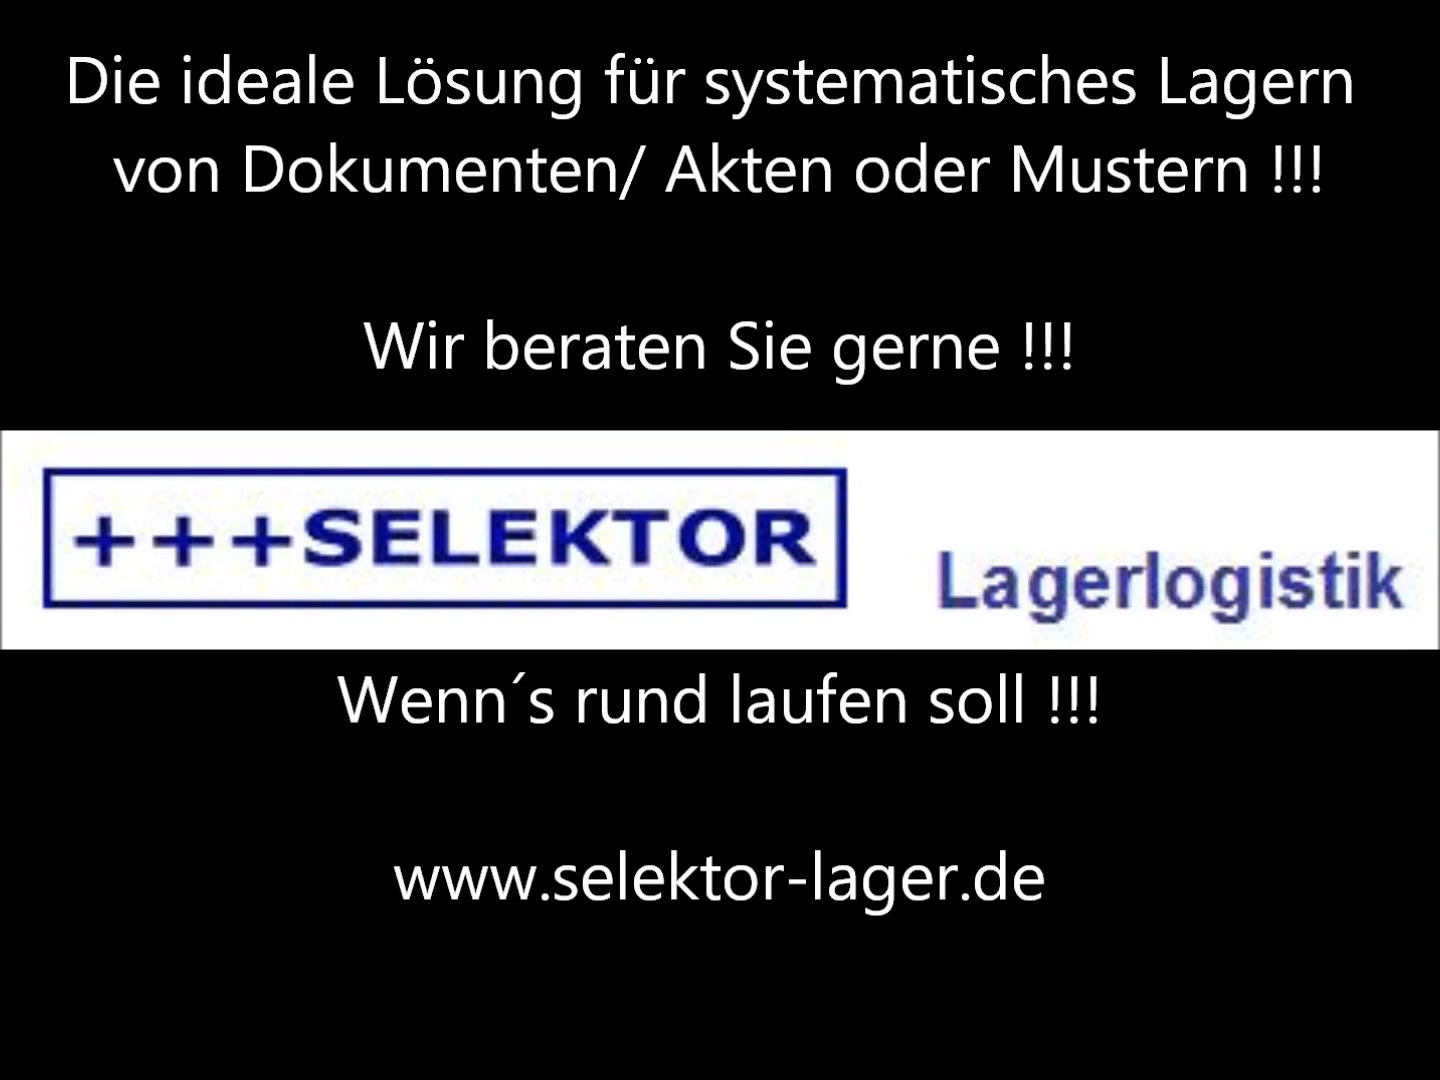 Die ideale Lösung für systematisches Lagern
von Dokumenten/ Akten oder Mustern !!!
Wir beraten Sie gerne !!!
+++SELEKTOR
Lagerlogistik
Wenn´s rund laufen soll !!!
www.selektor-lager.de